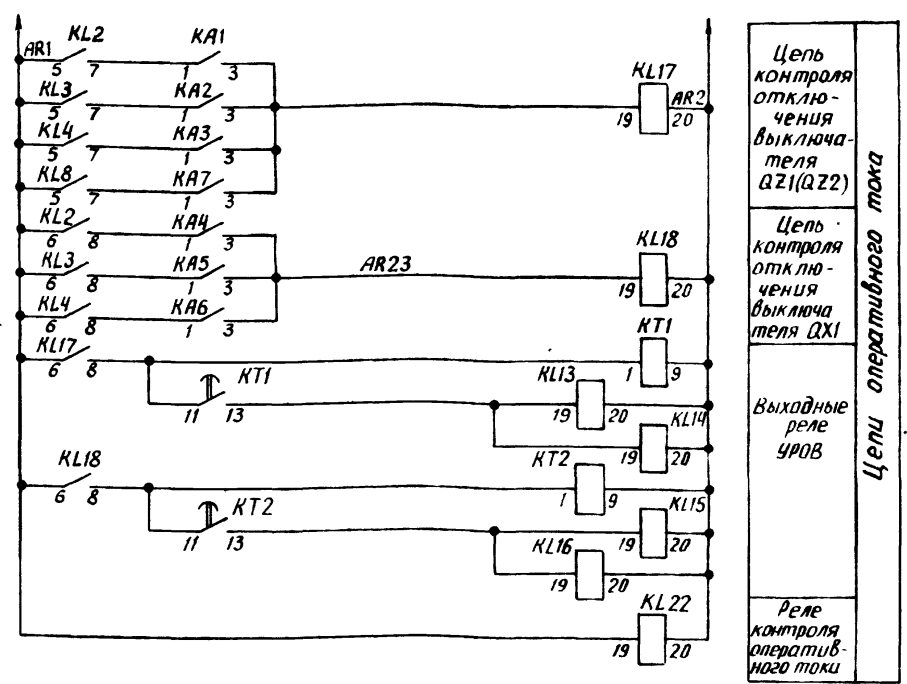 KL2 KA1
AR1
5 7 1 3
KL3 KA2 KL17
AR2
5 7 1 3 19 20
KL4 KA3
5 7 1 3
KL8 KA7
5 7 1 3
KL2 KA4
6 8 1 3
KL3 KA5 AR23 KL18
6 8 1 3 19 20
KL4 KA6
6 8 1 3
KL17 KT1
6 8 1 9
KT1 KL13
11 13 19 20
KL14
19 20
KL18 KT2
6 8 1 9
KT2 KL15
11 13 19 20
KL16
19 20
KL22
19 20
Цепь
контроля
отклю-
чения
выключа-
теля
QZ1(QZ2)
Цепь
контроля
отклю-
чения
выключа
теля QX1
Выходные
реле
УРОВ
Реле
контроля
оператив-
ного токи
Цепи оперативного тока